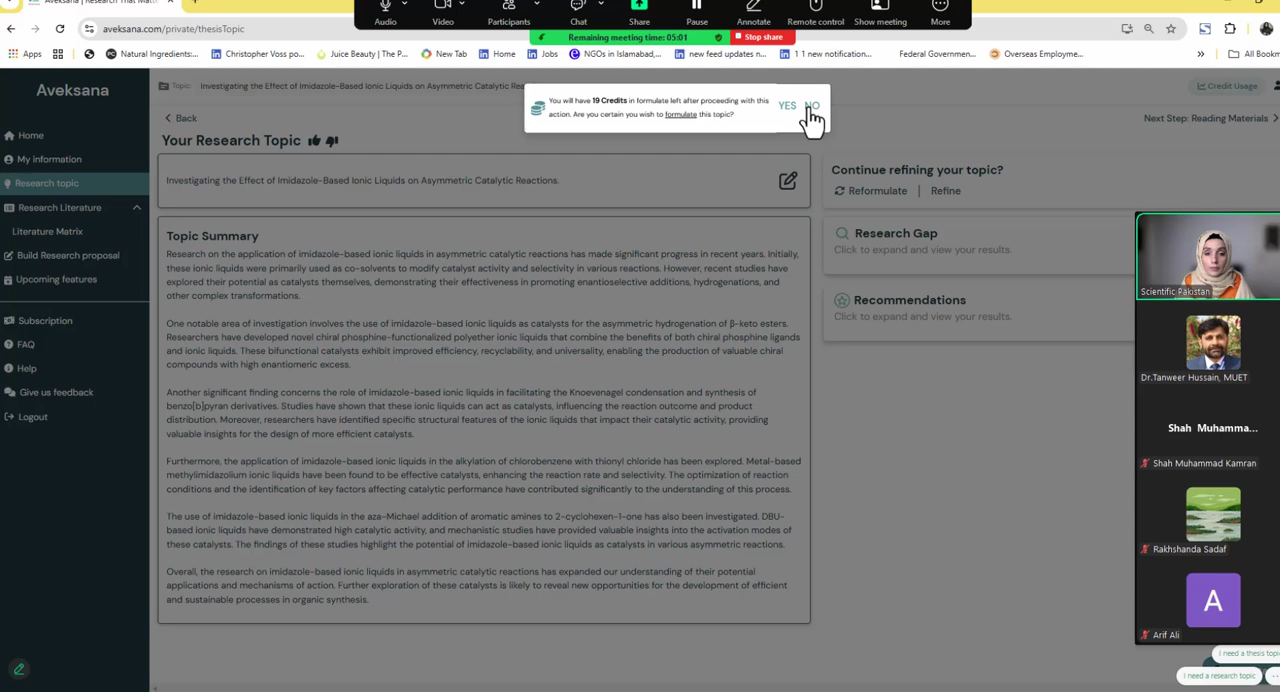 Aveksana | Research That Matte
Audio
Video
Participants
Chat
Share
Pause
Annotate
Remote control
Show meeting
More
Remaining meeting time: 05:01
Stop share
aveksana.com/private/thesisTopic
Apps
Natural Ingredients:...
Christopher Voss po...
Juice Beauty | The P...
New Tab
Home
Jobs
NGOs in Islamabad,...
new feed updates n...
1 1 new notification...
Federal Governmen...
Overseas Employme...
»
All Book
Aveksana
Home
My information
Research topic
Research Literature
Literature Matrix
Build Research proposal
Upcoming features
Subscription
FAQ
Help
Give us feedback
Logout
Topic:
Investigating the Effect of Imidazole-Based Ionic Liquids on Asymmetric Catalytic Rea
Credit Usage
You will have 19 Credits in formulate left after proceeding with this
action. Are you certain you wish to formulate this topic?
YES
NO
Back
Next Step: Reading Materials
Your Research Topic
Investigating the Effect of Imidazole-Based Ionic Liquids on Asymmetric Catalytic Reactions.
Topic Summary
Research on the application of imidazole-based ionic liquids in asymmetric catalytic reactions has made significant progress in recent years. Initially,
these ionic liquids were primarily used as co-solvents to modify catalyst activity and selectivity in various reactions. However, recent studies have
explored their potential as catalysts themselves, demonstrating their effectiveness in promoting enantioselective additions, hydrogenations, and
other complex transformations.
One notable area of investigation involves the use of imidazole-based ionic liquids as catalysts for the asymmetric hydrogenation of β-keto esters.
Researchers have developed novel chiral phosphine-functionalized polyether ionic liquids that combine the benefits of both chiral phosphine ligands
and ionic liquids. These bifunctional catalysts exhibit improved efficiency, recyclability, and universality, enabling the production of valuable chiral
compounds with high enantiomeric excess.
Another significant finding concerns the role of imidazole-based ionic liquids in facilitating the Knoevenagel condensation and synthesis of
benzo[b]pyran derivatives. Studies have shown that these ionic liquids can act as catalysts, influencing the reaction outcome and product
distribution. Moreover, researchers have identified specific structural features of the ionic liquids that impact their catalytic activity, providing
valuable insights for the design of more efficient catalysts.
Furthermore, the application of imidazole-based ionic liquids in the alkylation of chlorobenzene with thionyl chloride has been explored. Metal-based
methylimidazolium ionic liquids have been found to be effective catalysts, enhancing the reaction rate and selectivity. The optimization of reaction
conditions and the identification of key factors affecting catalytic performance have contributed significantly to the understanding of this process.
The use of imidazole-based ionic liquids in the aza-Michael addition of aromatic amines to 2-cyclohexen-1-one has also been investigated. DBU-
based ionic liquids have demonstrated high catalytic activity, and mechanistic studies have provided valuable insights into the activation modes of
these catalysts. The findings of these studies highlight the potential of imidazole-based ionic liquids as catalysts in various asymmetric reactions.
Overall, the research on imidazole-based ionic liquids in asymmetric catalytic reactions has expanded our understanding of their potential
applications and mechanisms of action. Further exploration of these catalysts is likely to reveal new opportunities for the development of efficient
and sustainable processes in organic synthesis.
Continue refining your topic?
Reformulate | Refine
Research Gap
Click to expand and view your results.
Recommendations
Click to expand and view your results.
Scientific Pakistan
Dr.Tanweer Hussain, MUET
Shah Muhamma...
Shah Muhammad Kamran
Rakhshanda Sadaf
A
Arif Ali
I need a thesis topi
I need a research topic